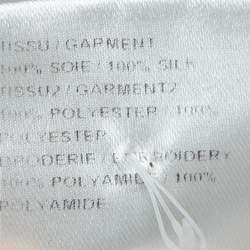 TISSU / GARMENT
100% SOIE / 100% SILK
TISSU2 / GARMENT2
100% POLYESTER / 100%
POLYESTER
BRODERIE / EMBROIDERY
100% POLYAMIDE / 100%
POLYAMIDE